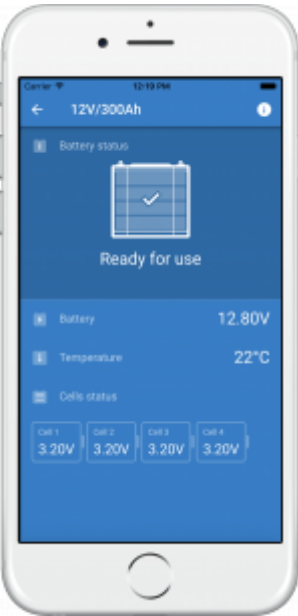 Carrier 12:19 PM
12V/300Ah
Battery status
Ready for use
Battery 12.80V
Temperature 22°C
Cells status
Cell 1 Cell 2 Cell 3 Cell 4
3.20V 3.20V 3.20V 3.20V